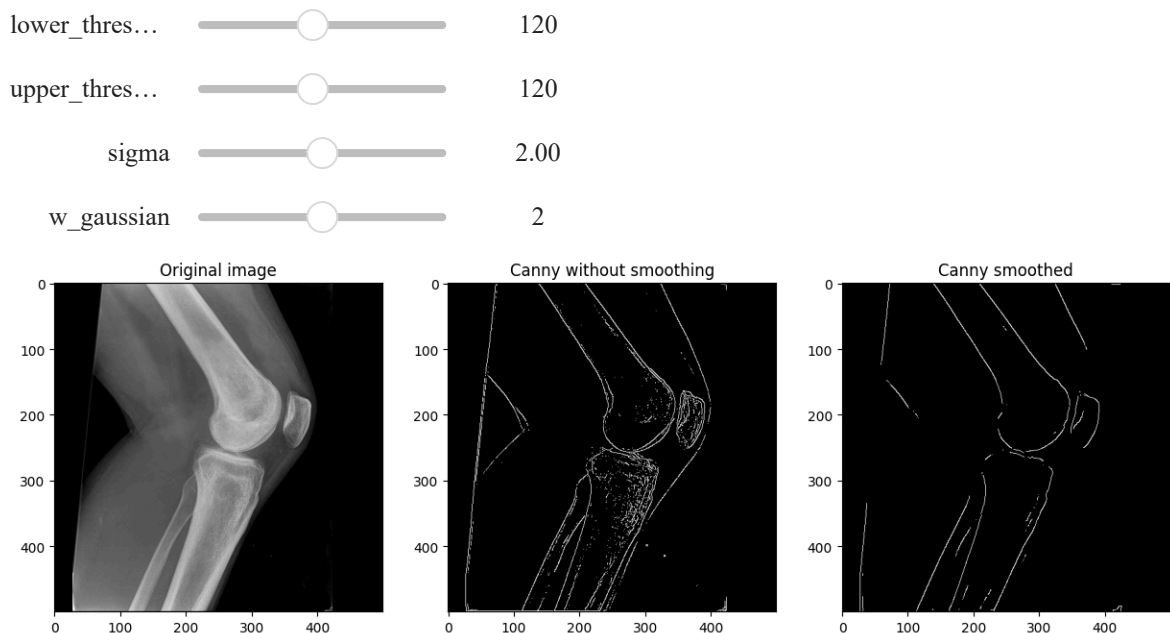 lower_thres… 120
upper_thres… 120
sigma 2.00
w_gaussian 2
Original image Canny without smoothing Canny smoothed
0 0 0
100 100 100
200 200 200
300 300 300
400 400 400
0 100 200 300 400 0 100 200 300 400 0 100 200 300 400